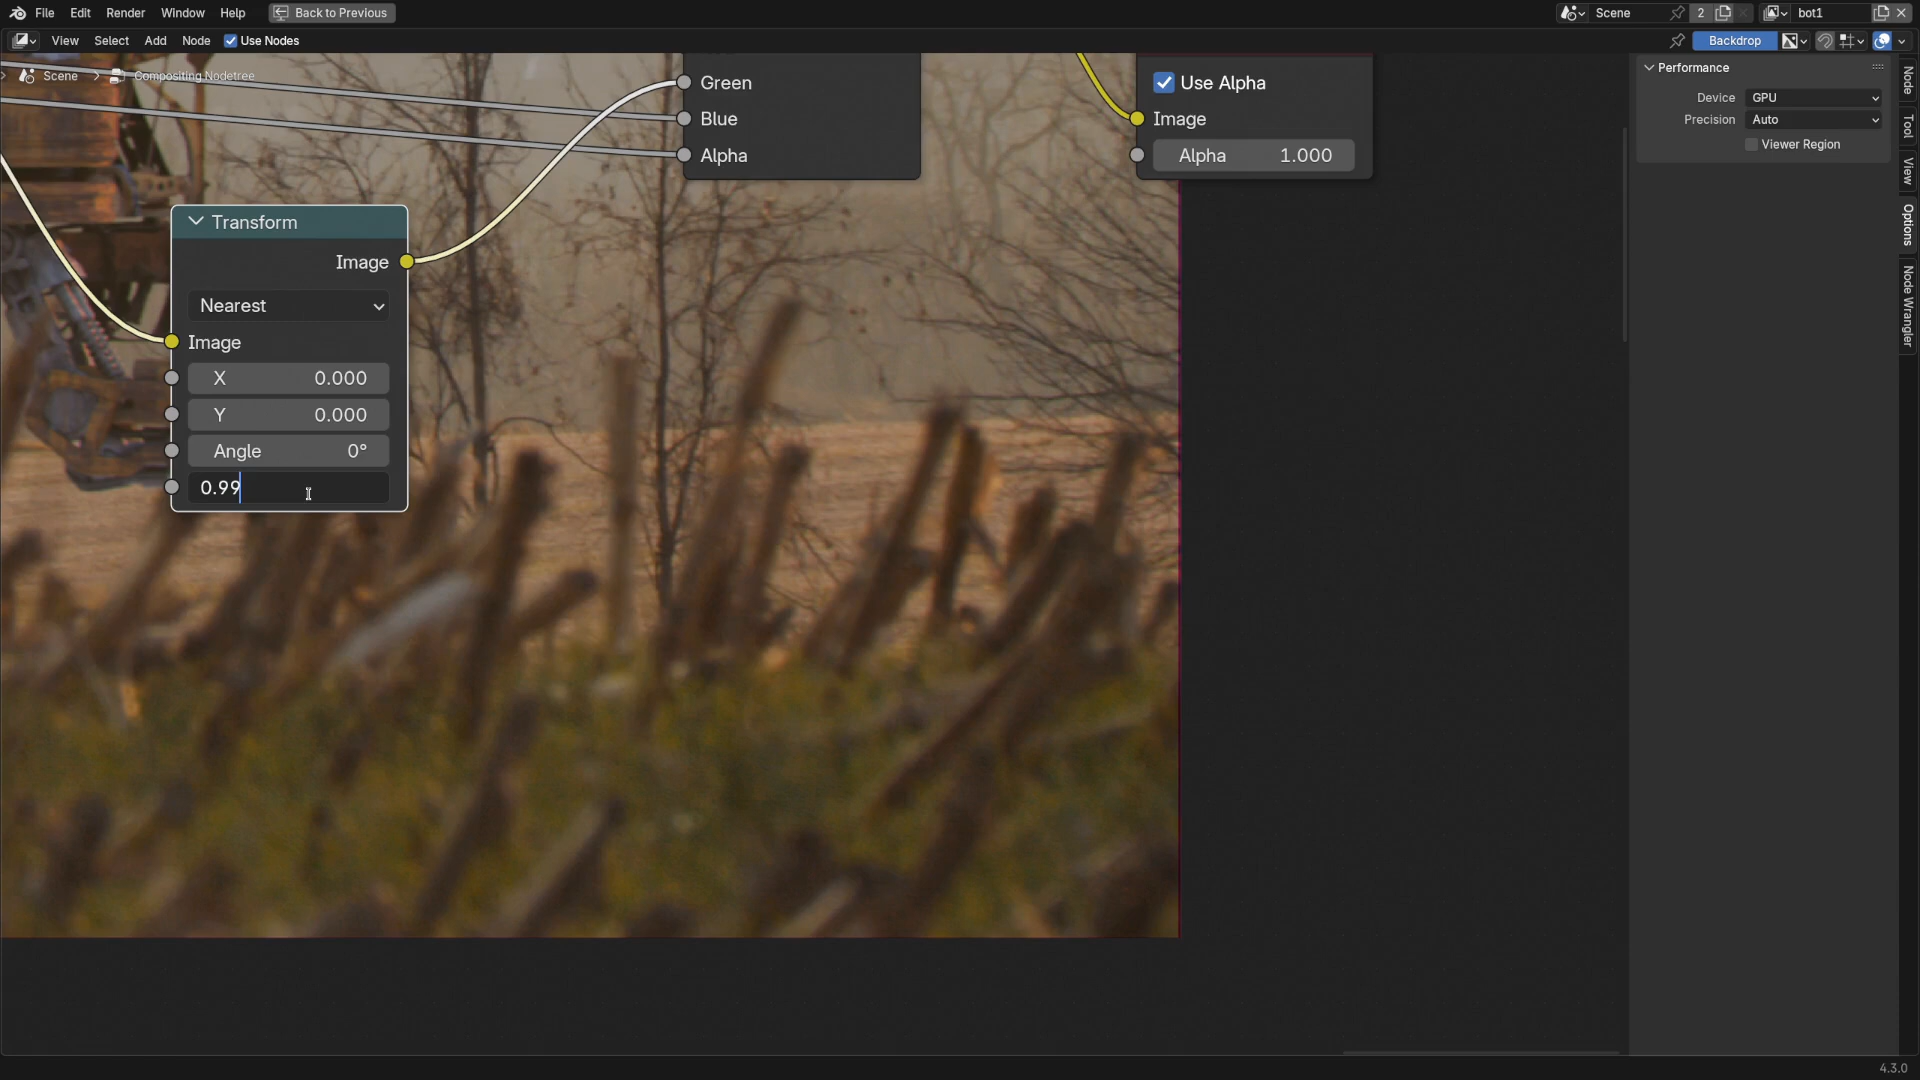 File Edit Render Window Help Back to Previous Scene 2 bot1
View Select Add Node Use Nodes Backdrop
Scene Compositing Nodetree
Green
Blue
Alpha
Use Alpha
Image
Alpha 1.000
Transform
Image
Nearest
Image
X 0.000
Y 0.000
Angle 0°
0.99
Performance
Device GPU
Precision Auto
Viewer Region
Node
Tool
View
Options
Node Wrangler
4.3.0